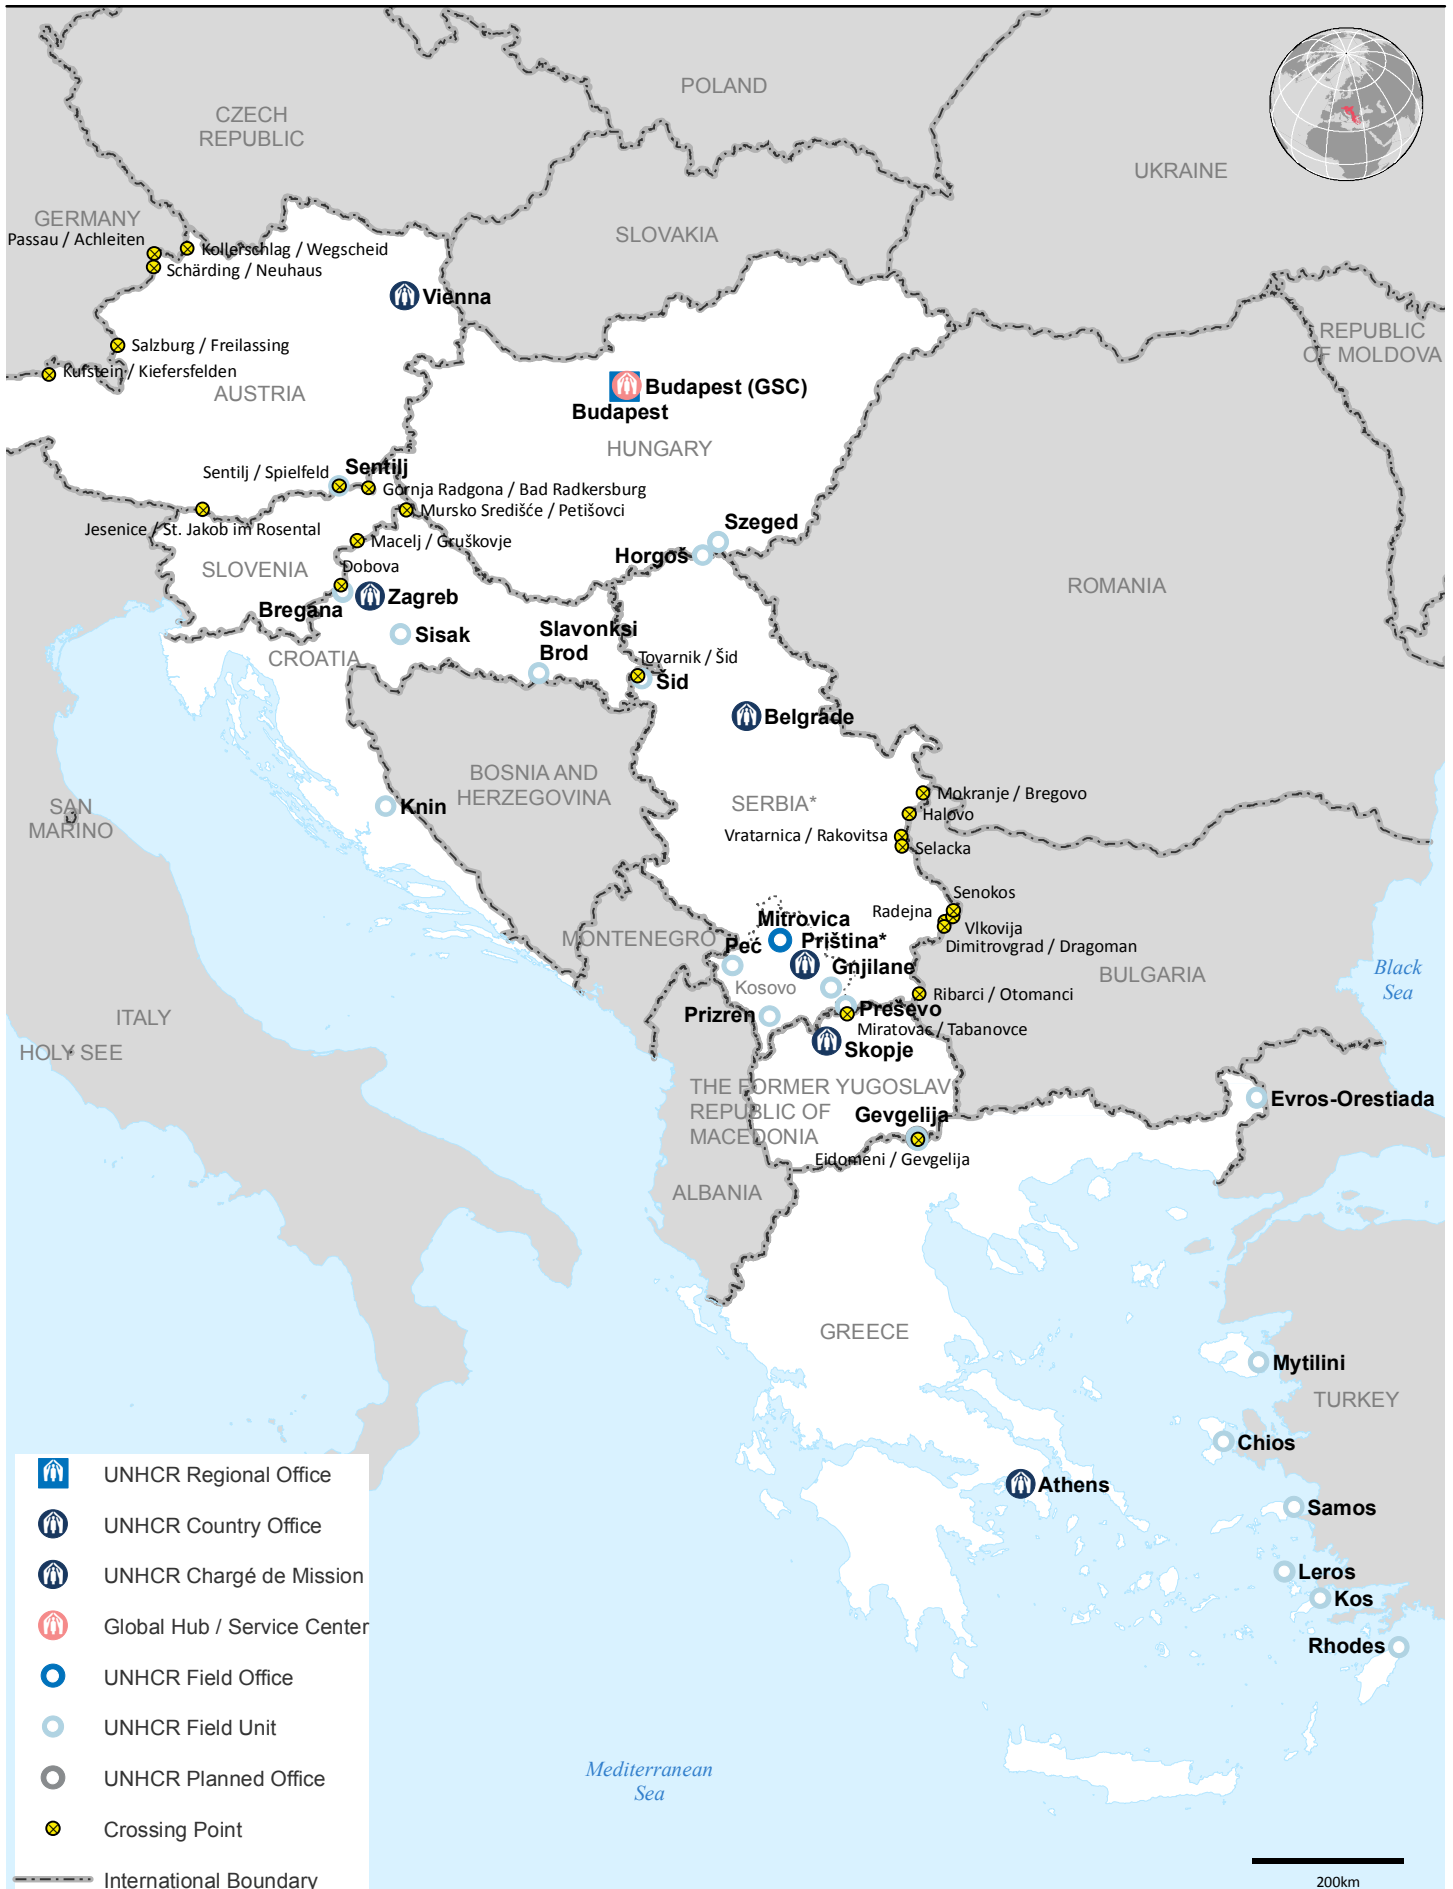 POLAND
CZECH
REPUBLIC
UKRAINE
GERMANY
SLOVAKIA
Passau / Achleiten
Kollerschlag / Wegscheid
Schärding / Neuhaus
Vienna
Salzburg / Freilassing
REPUBLIC
OF MOLDOVA
Kufstein / Kiefersfelden
AUSTRIA
Budapest (GSC)
Budapest
HUNGARY
Sentilj / Spielfeld
Sentilj
Gornja Radgona / Bad Radkersburg
Mursko Središće / Petišovci
Jesenice / St. Jakob im Rosental
Szeged
Macelj / Gruškovje
Horgoš
SLOVENIA
Dobova
ROMANIA
Bregana
Zagreb
Sisak
Slavonksi
Brod
CROATIA
Tovarnik / Šid
Šid
Belgrade
BOSNIA AND
HERZEGOVINA
SERBIA*
Mokranje / Bregovo
SAN
MARINO
Knin
Halovo
Vratarnica / Rakovitsa
Selacka
Senokos
Radejna
Mitrovica
Vlkovija
MONTENEGRO
Peć
Priština*
Dimitrovgrad / Dragoman
Gnjilane
BULGARIA
Black
Sea
Kosovo
Ribarci / Otomanci
ITALY
Prizren
Preševo
Miratovac / Tabanovce
HOLY SEE
Skopje
THE FORMER YUGOSLAV
REPUBLIC OF
MACEDONIA
Evros-Orestiada
Gevgelija
Eidomeni / Gevgelija
ALBANIA
GREECE
Mytilini
TURKEY
Chios
Athens
Samos
Leros
Kos
Rhodes
Mediterranean
Sea
UNHCR Regional Office
UNHCR Country Office
UNHCR Chargé de Mission
Global Hub / Service Center
UNHCR Field Office
UNHCR Field Unit
UNHCR Planned Office
Crossing Point
International Boundary
200km